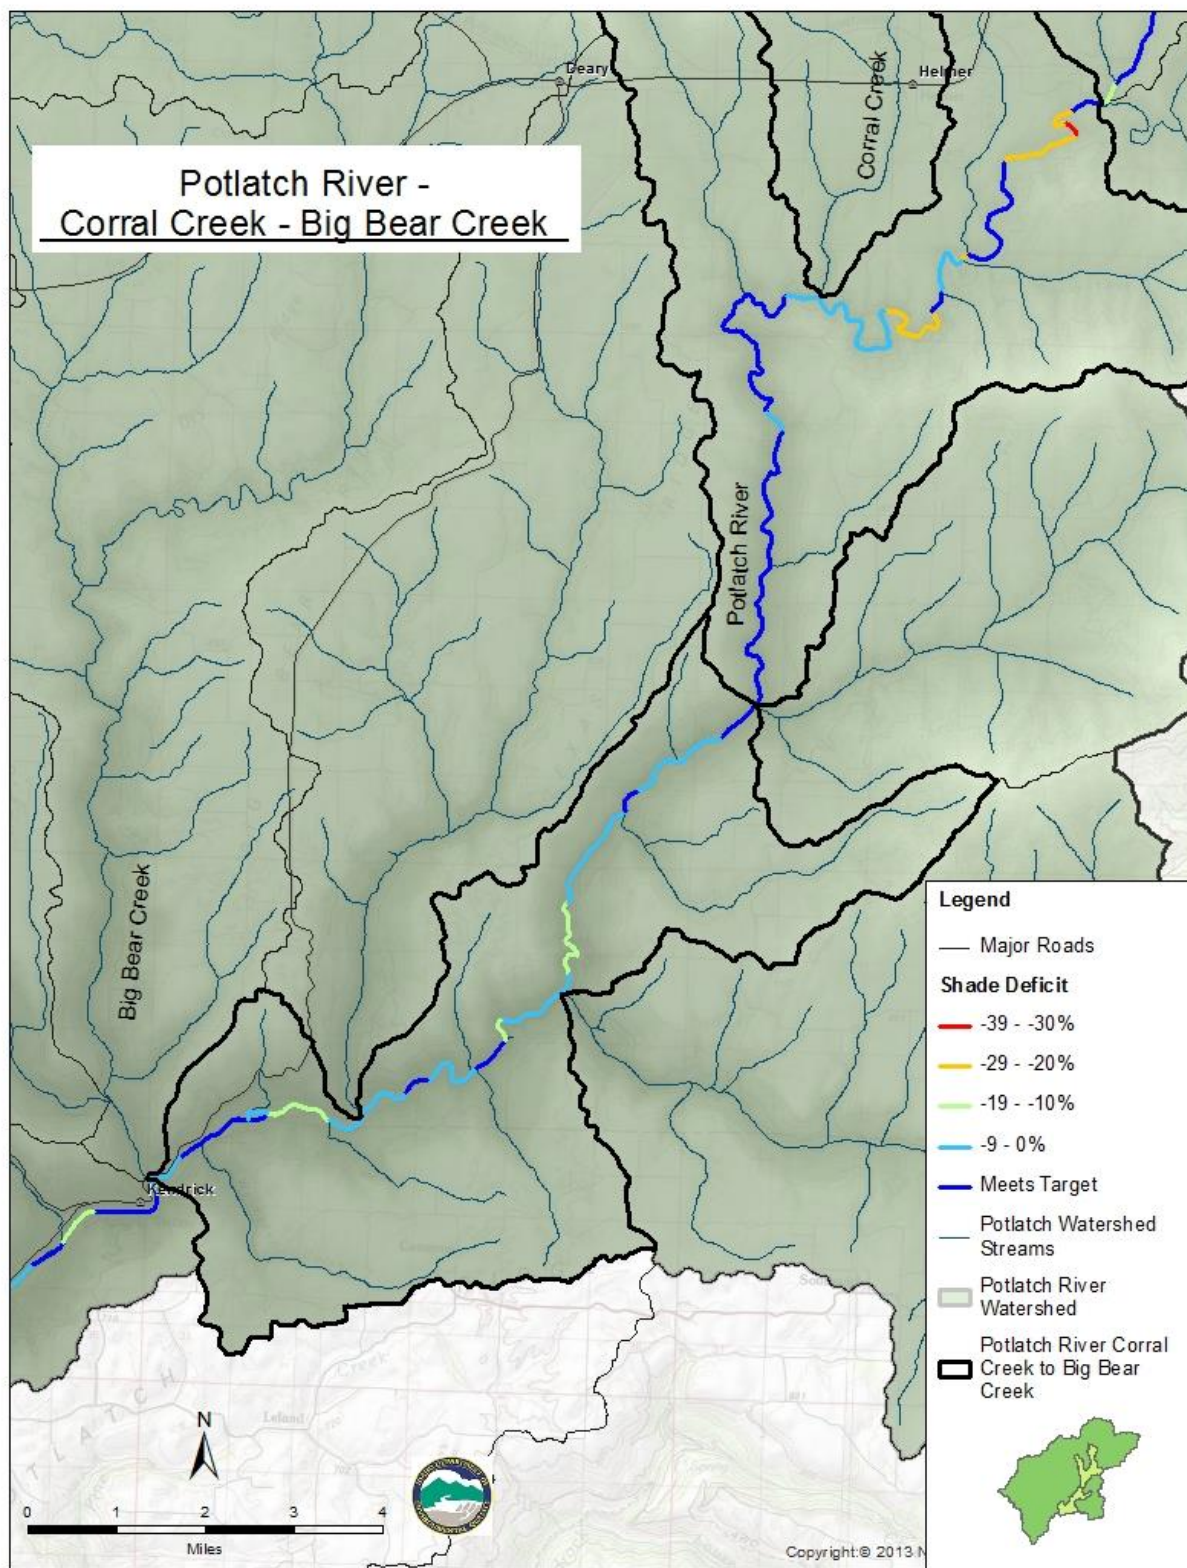 Deary
Helmer
Corral Creek
Potlatch River -
Corral Creek - Big Bear Creek
Potlatch River
Big Bear Creek
Kendrick
Legend
Major Roads
Shade Deficit
-39 - -30%
-29 - -20%
-19 - -10%
-9 - 0%
Meets Target
Potlatch Watershed
Streams
Potlatch River
Watershed
Potlatch River Corral
Creek to Big Bear
Creek
Creek
Leland
N
0 1 2 3 4
Miles
Copyright:© 2013 N